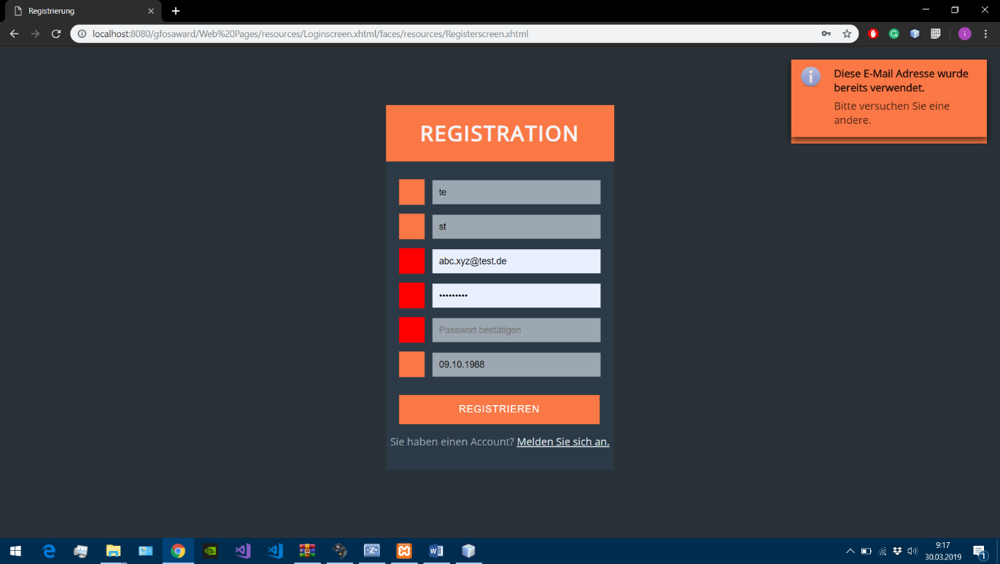 Registrierung
localhost:8080/gfosaward/Web%20Pages/resources/Loginscreen.xhtml/faces/resources/Registerscreen.xhtml
Diese E-Mail Adresse wurde
bereits verwendet.
Bitte versuchen Sie eine
andere.
REGISTRATION
te
st
abc.xyz@test.de
•••••••••
Passwort bestätigen
09.10.1988
REGISTRIEREN
Sie haben einen Account? Melden Sie sich an.
9:17
30.03.2019
1